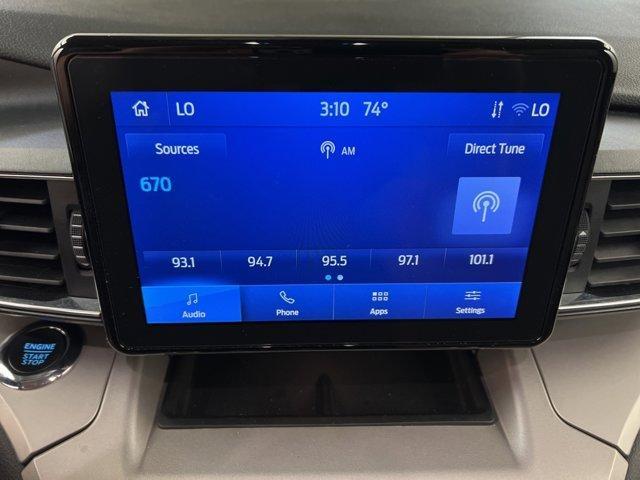 LO 3:10 74° LO
Sources AM Direct Tune
670
93.1 94.7 95.5 97.1 101.1
Audio Phone Apps Settings
ENGINE
START
STOP